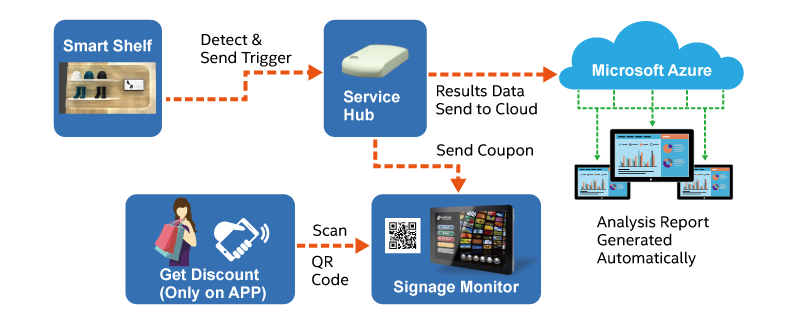 Smart Shelf
Detect &
Send Trigger
Service
Hub
Results Data
Send to Cloud
Microsoft Azure
Send Coupon
Analysis Report
Generated
Automatically
Get Discount
(Only on APP)
Scan
QR
Code
Signage Monitor